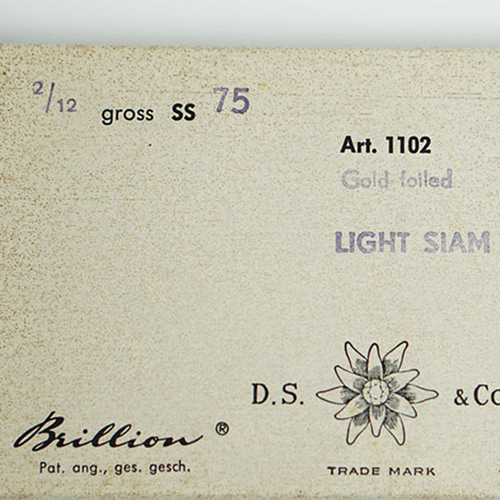 2/12 gross SS 75
Art. 1102
Gold foiled
LIGHT SIAM
D.S. & Co
TRADE MARK
Brillion ®
Pat. ang., ges. gesch.